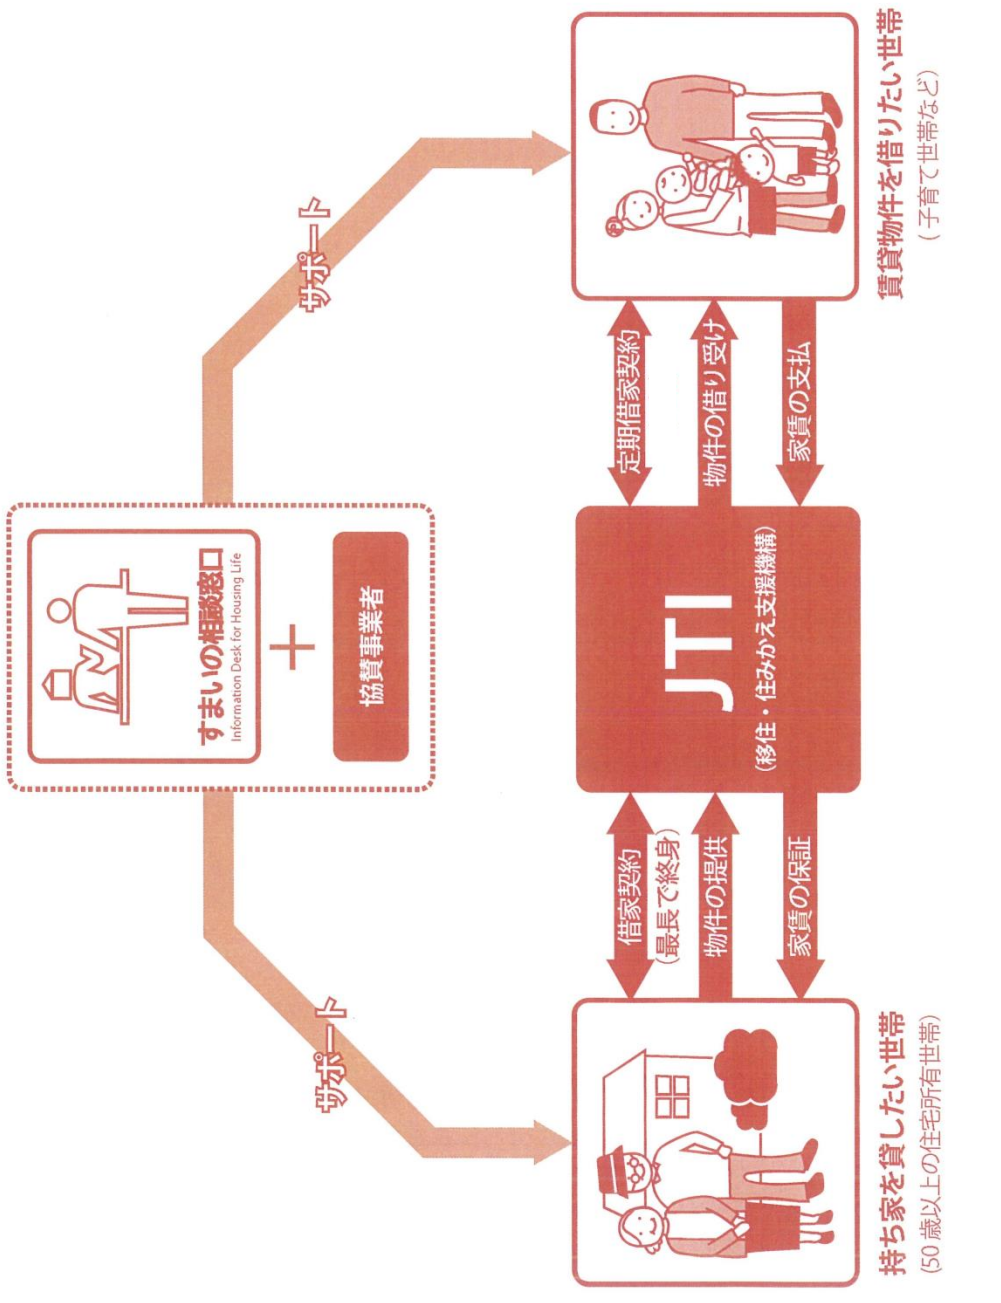 すまいの相談窓口
Information Desk for Housing Life
＋
協賛事業者
サポート
サポート
借家契約
(最長で終身)
物件の提供
家賃の保証
JTI
(移住・住みかえ支援機構)
定期借家契約
物件の借り受け
家賃の支払
持ち家を貸したい世帯
(50歳以上の住宅所有世帯)
賃貸物件を借りたい世帯
(子育て世帯など)